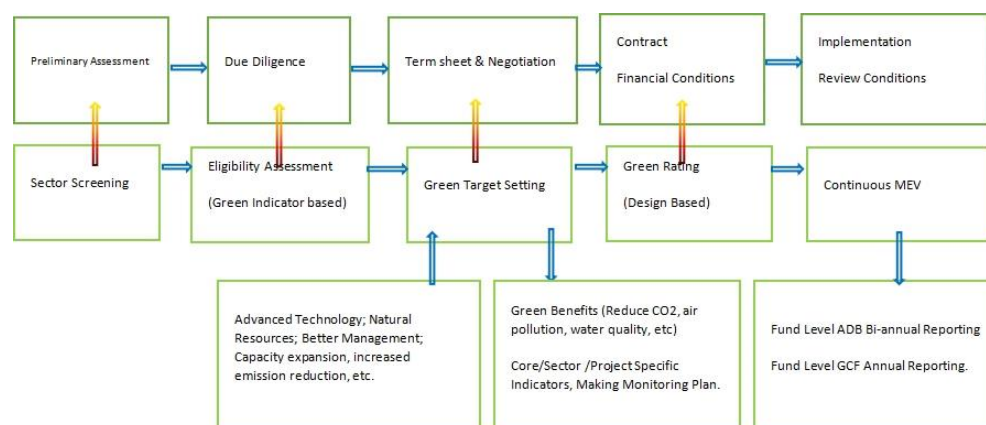 Preliminary Assessment
Due Diligence
Term sheet & Negotiation
Contract
Financial Conditions
Implementation
Review Conditions
Sector Screening
Eligibility Assessment
(Green Indicator based)
Green Target Setting
Green Rating
(Design Based)
Continuous MEV
Advanced Technology; Natural
Resources; Better Management;
Capacity expansion, increased
emission reduction, etc.
Green Benefits (Reduce CO2, air
pollution, water quality, etc)
Core/Sector /Project Specific
Indicators, Making Monitoring Plan.
Fund Level ADB Bi-annual Reporting
Fund Level GCF Annual Reporting.